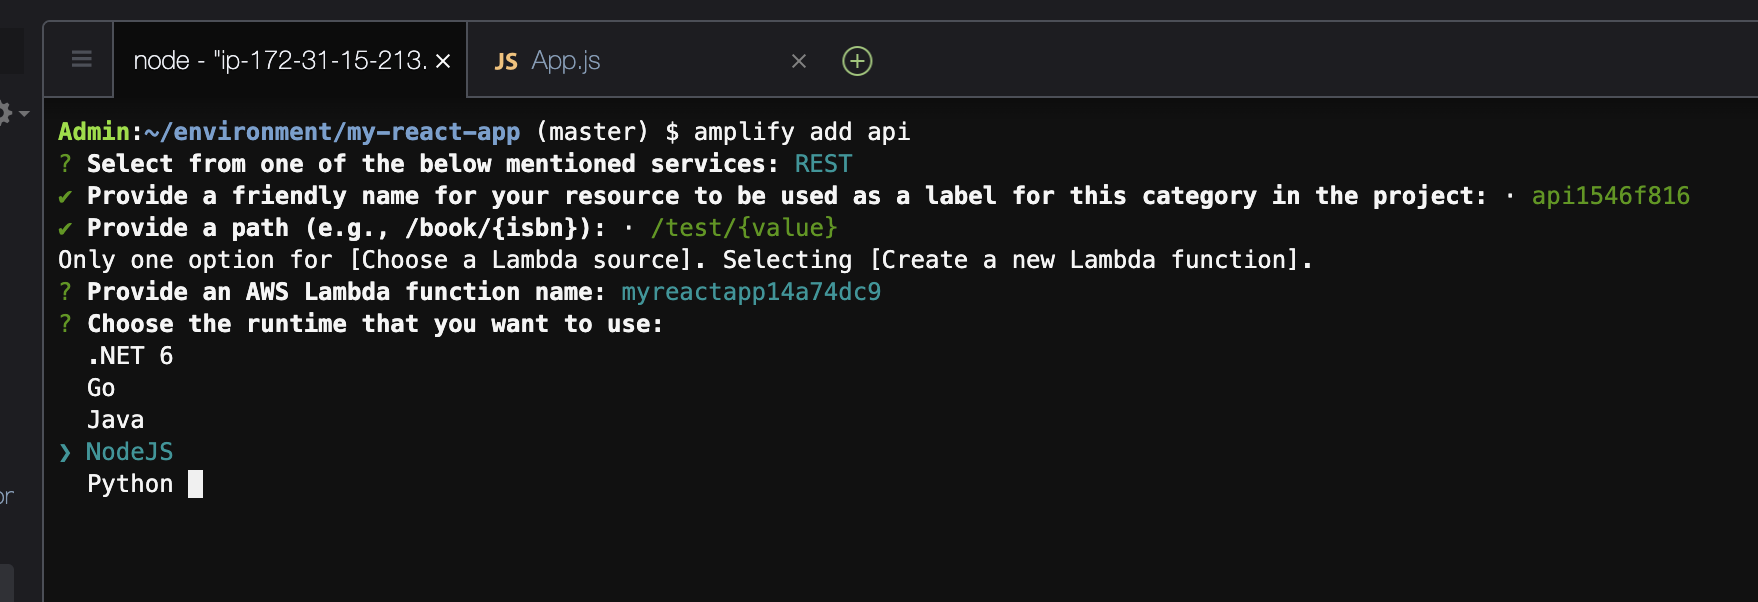 node - "ip-172-31-15-213. × JS App.js ×
Admin:~/environment/my-react-app (master) $ amplify add api
? Select from one of the below mentioned services: REST
✔ Provide a friendly name for your resource to be used as a label for this category in the project: · api1546f816
✔ Provide a path (e.g., /book/{isbn}): · /test/{value}
Only one option for [Choose a Lambda source]. Selecting [Create a new Lambda function].
? Provide an AWS Lambda function name: myreactapp14a74dc9
? Choose the runtime that you want to use:
.NET 6
Go
Java
❯ NodeJS
Python
or